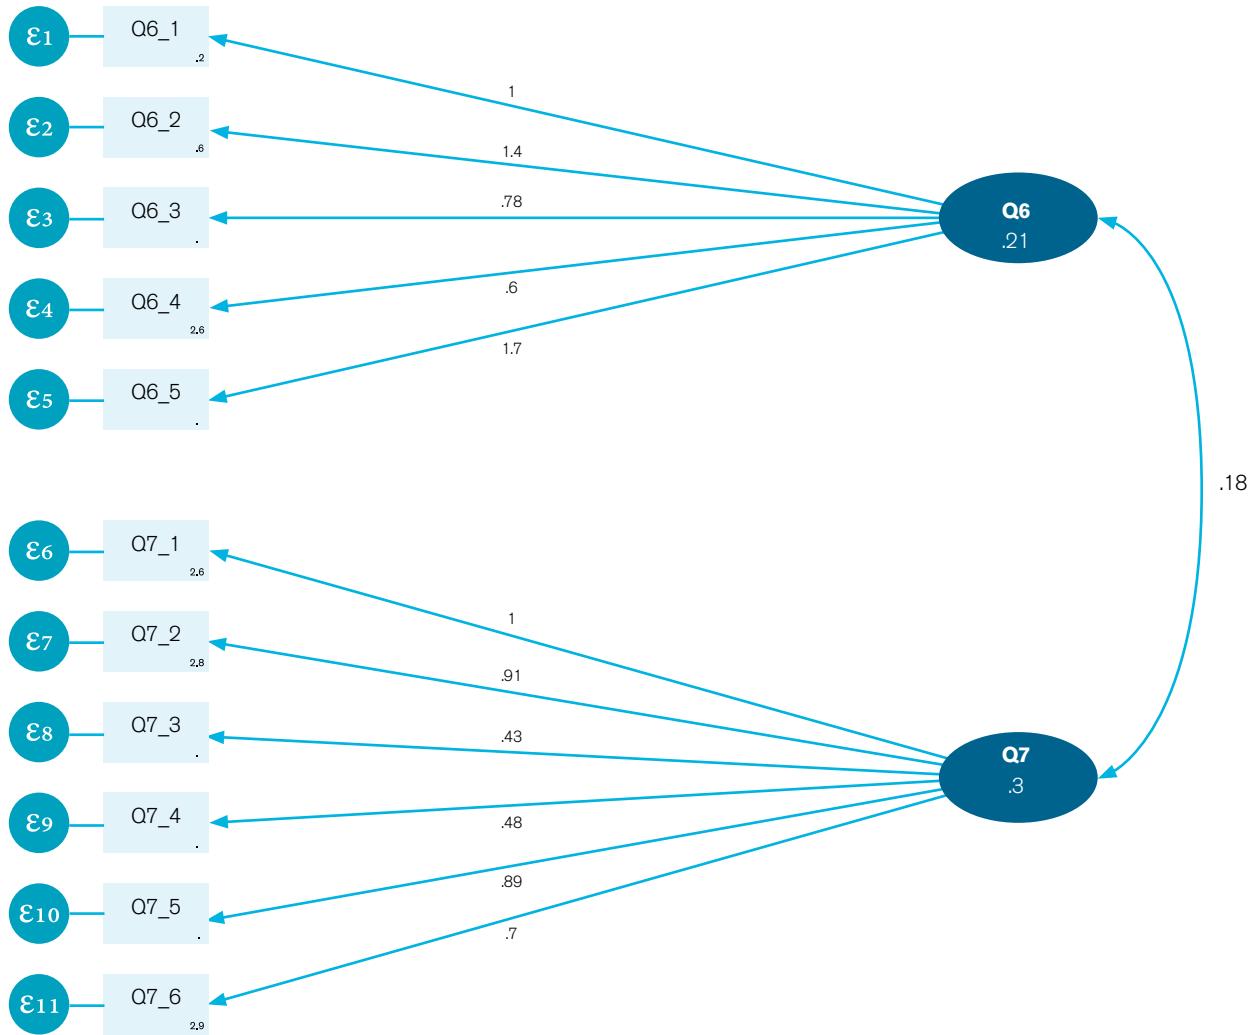 ε1
Q6_1
.2
1
ε2
Q6_2
.6
1.4
ε3
Q6_3
.
.78
Q6
.21
ε4
Q6_4
2.6
.6
ε5
Q6_5
.
1.7
.18
ε6
Q7_1
2.6
1
ε7
Q7_2
2.8
.91
ε8
Q7_3
.
.43
Q7
.3
ε9
Q7_4
.
.48
ε10
Q7_5
.
.89
ε11
Q7_6
2.9
.7